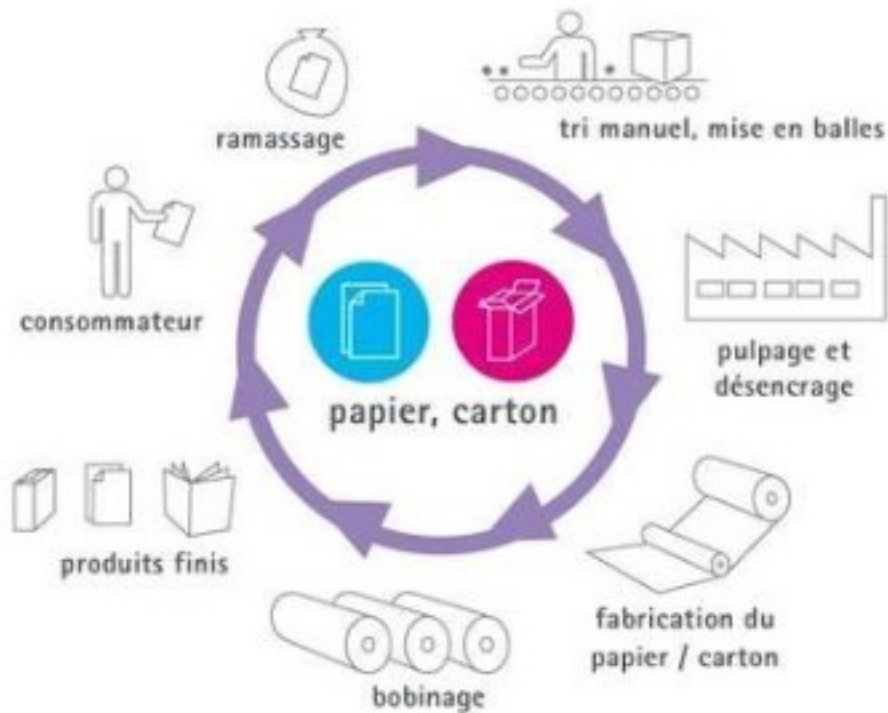 ramassage
tri manuel, mise en balles
consommateur
pulpage et
désencrage
papier, carton
produits finis
fabrication du
papier / carton
bobinage